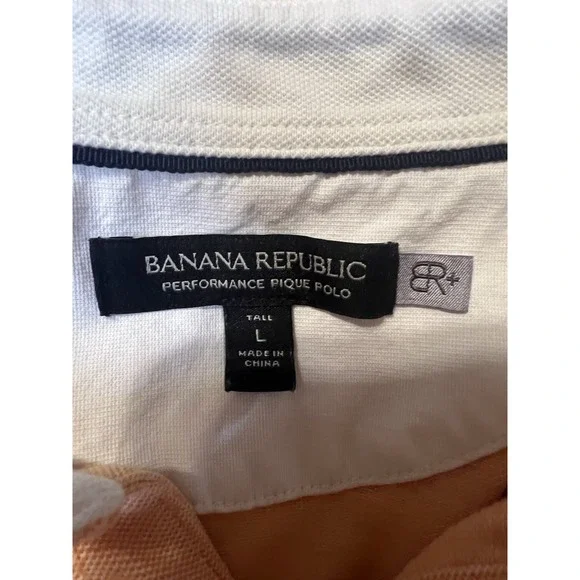 BANANA REPUBLIC
PERFORMANCE PIQUE POLO
BR+
TALL
L
MADE IN
CHINA